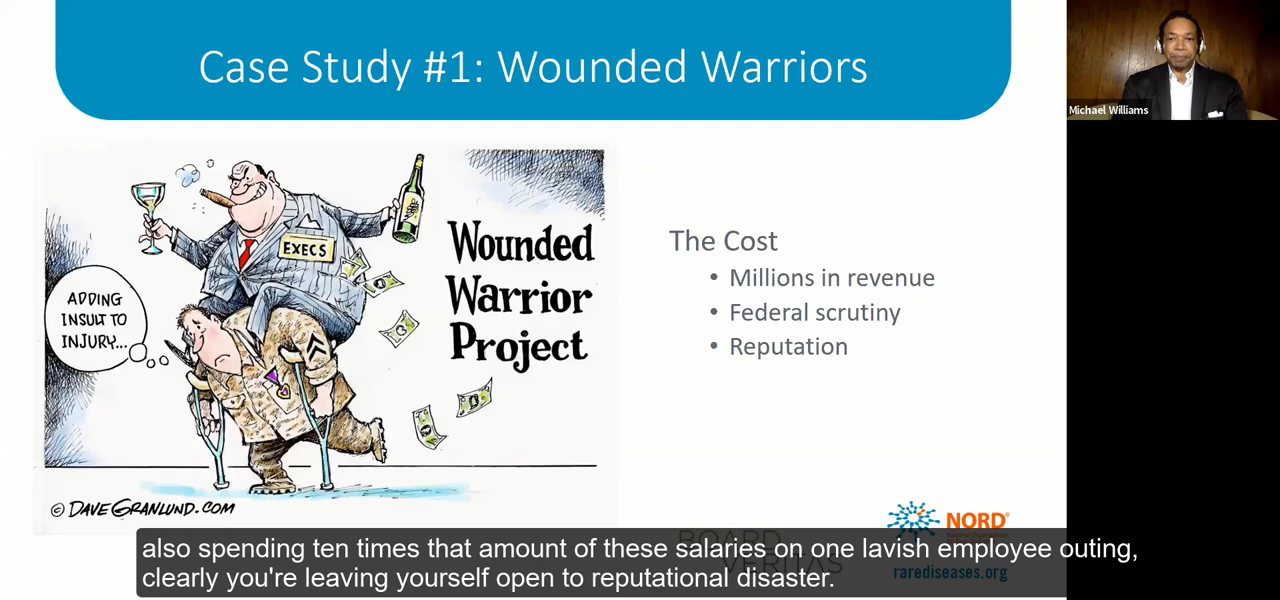 Case Study #1: Wounded Warriors
Michael Williams
EXECS
ADDING
INSULT TO
INJURY...
Wounded
Warrior
Project
© DAVEGRANLUND.COM
The Cost
• Millions in revenue
• Federal scrutiny
• Reputation
NORD®
rarediseases.org
BOARD
VERITAS
also spending ten times that amount of these salaries on one lavish employee outing,
clearly you're leaving yourself open to reputational disaster.